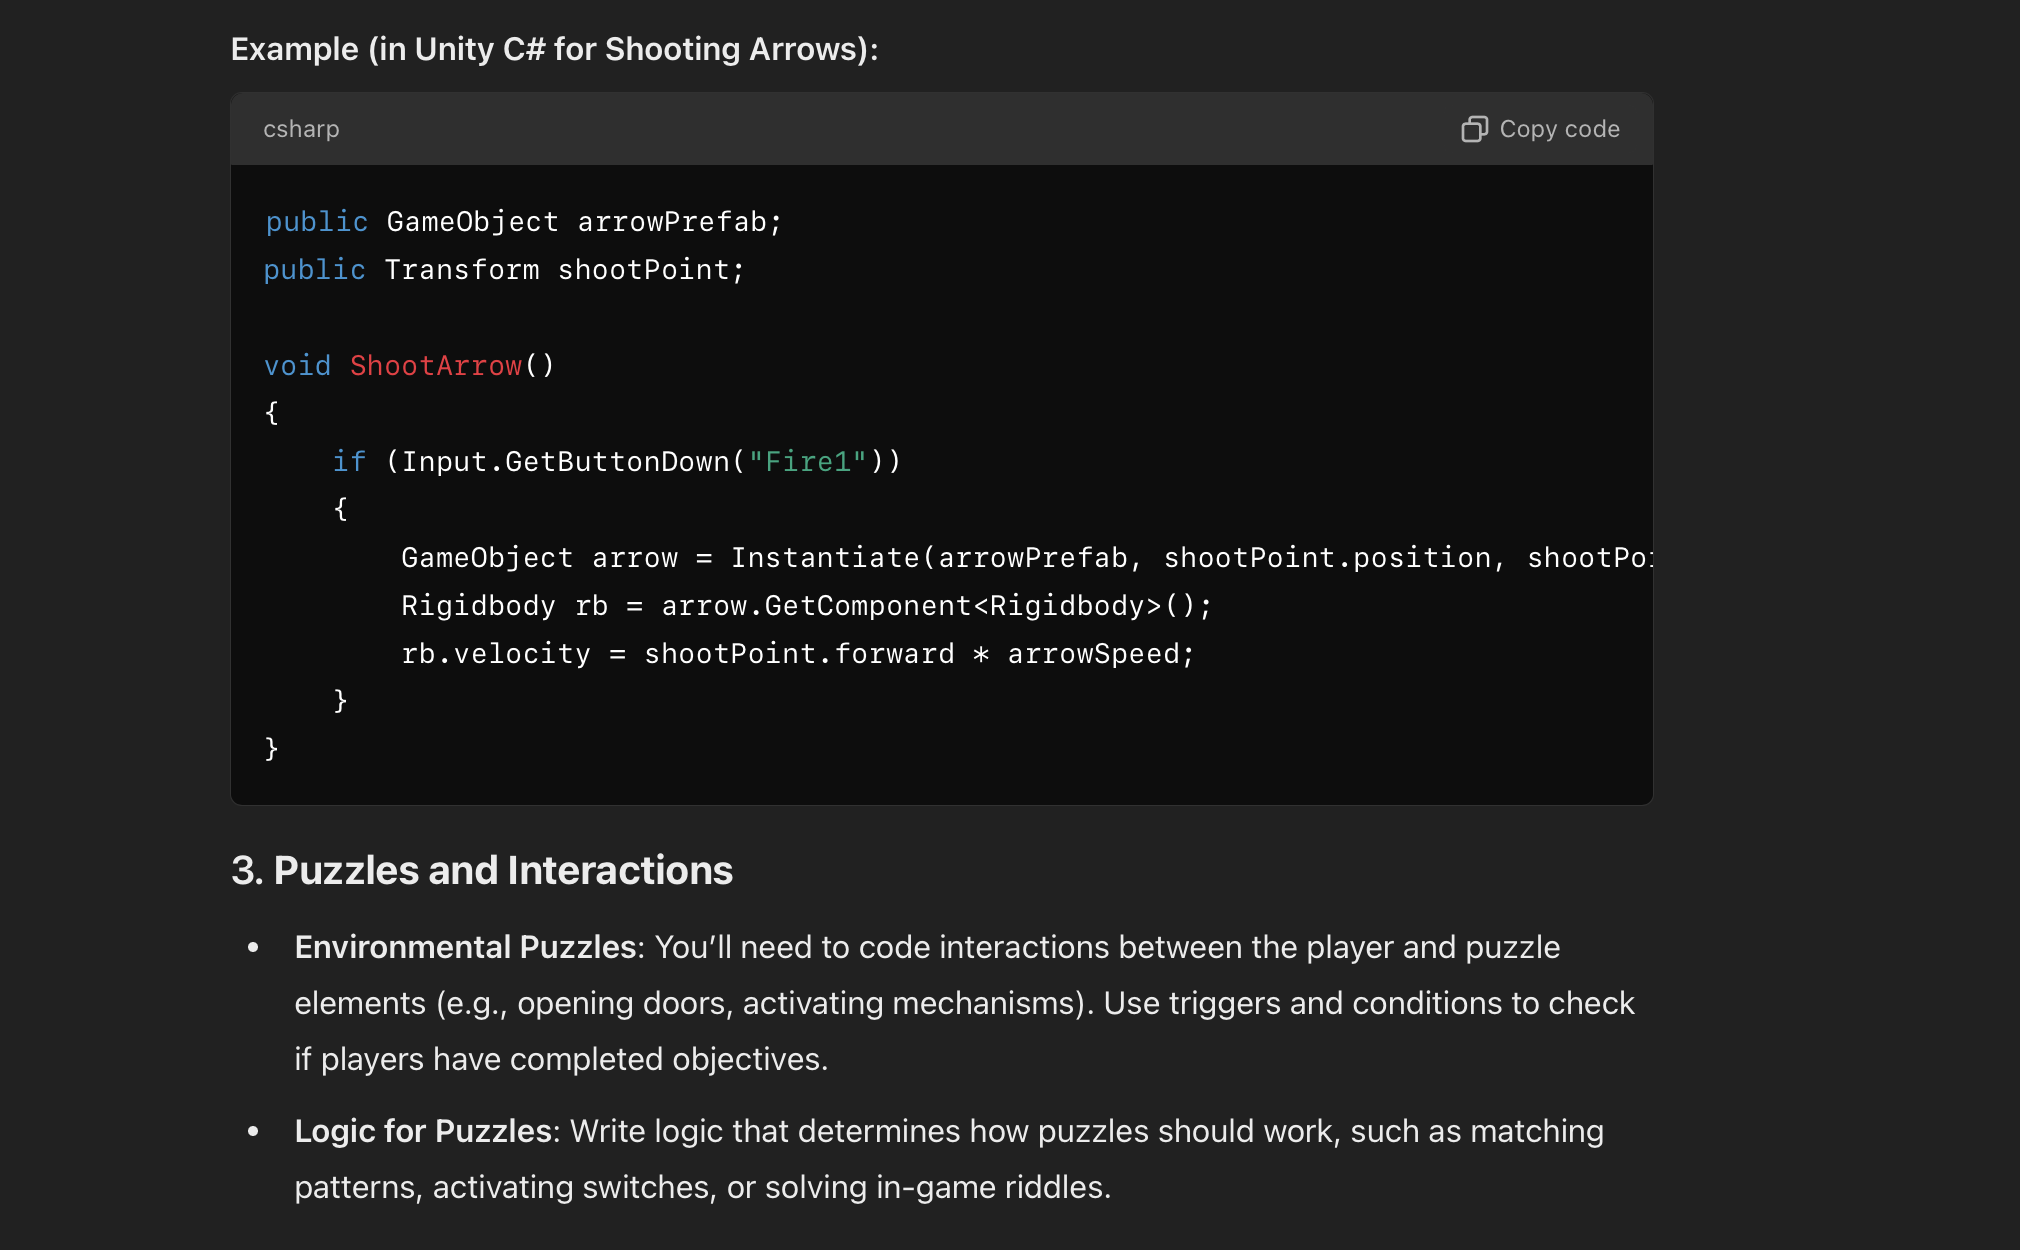 Example (in Unity C# for Shooting Arrows):
csharp
Copy code
public GameObject arrowPrefab;
public Transform shootPoint;
void ShootArrow()
{
    if (Input.GetButtonDown("Fire1"))
    {
        GameObject arrow = Instantiate(arrowPrefab, shootPoint.position, shootPoi
        Rigidbody rb = arrow.GetComponent<Rigidbody>();
        rb.velocity = shootPoint.forward * arrowSpeed;
    }
}
3. Puzzles and Interactions
• Environmental Puzzles: You’ll need to code interactions between the player and puzzle
elements (e.g., opening doors, activating mechanisms). Use triggers and conditions to check
if players have completed objectives.
• Logic for Puzzles: Write logic that determines how puzzles should work, such as matching
patterns, activating switches, or solving in-game riddles.